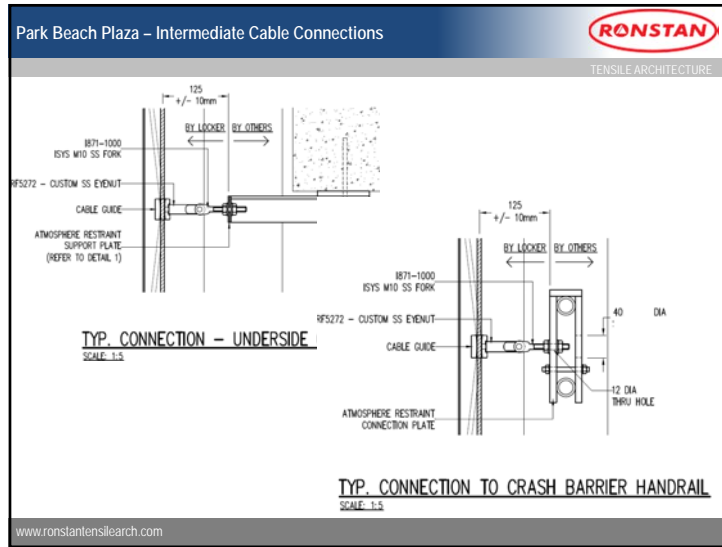 Park Beach Plaza – Intermediate Cable Connections
RONSTAN
TENSILE ARCHITECTURE
125
+/- 10mm
BY LOCKER BY OTHERS
I871-1000
ISYS M10 SS FORK
RF5272 - CUSTOM SS EYENUT
CABLE GUIDE
ATMOSPHERE RESTRAINT
SUPPORT PLATE
(REFER TO DETAIL 1)
TYP. CONNECTION - UNDERSIDE
SCALE: 1:5
125
+/- 10mm
BY LOCKER BY OTHERS
I871-1000
ISYS M10 SS FORK
RF5272 - CUSTOM SS EYENUT
CABLE GUIDE
40 DIA
12 DIA
THRU HOLE
ATMOSPHERE RESTRAINT
CONNECTION PLATE
TYP. CONNECTION TO CRASH BARRIER HANDRAIL
SCALE: 1:5
www.ronstantensilearch.com